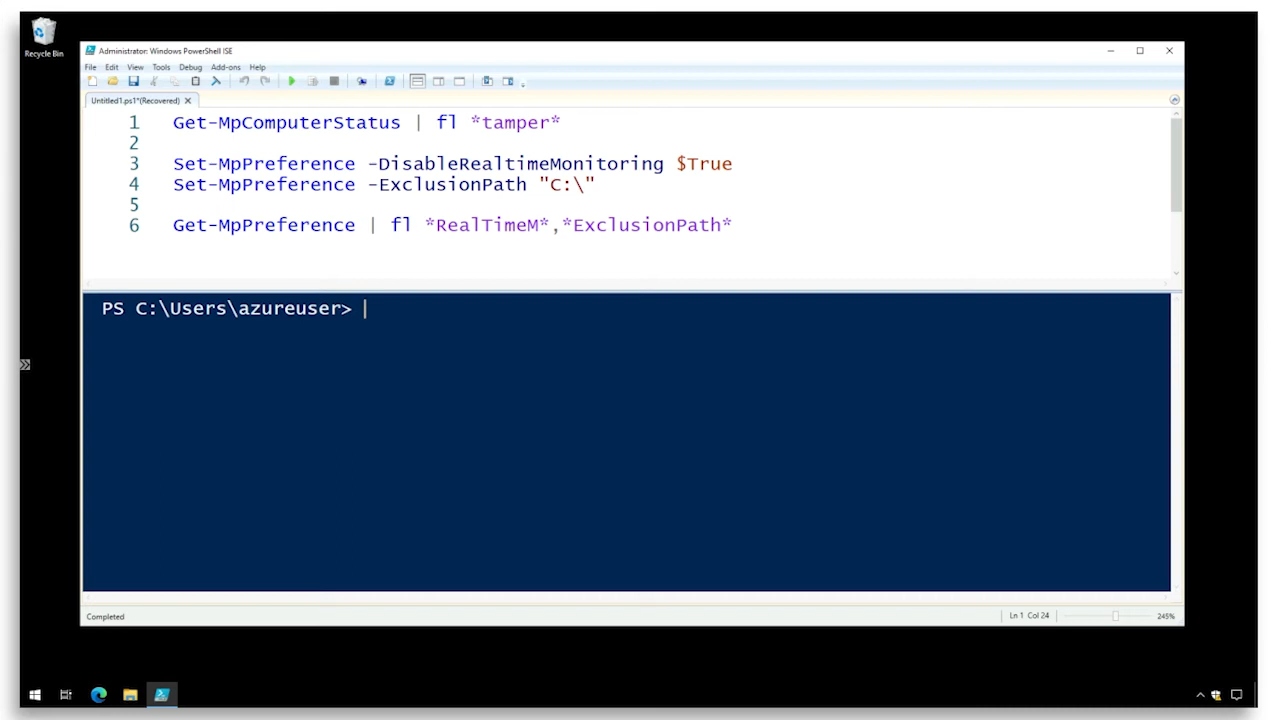 Recycle Bin
Administrator: Windows PowerShell ISE
File Edit View Tools Debug Add-ons Help
Untitled1.ps1*(Recovered)
1 Get-MpComputerStatus | fl *tamper*
2
3 Set-MpPreference -DisableRealtimeMonitoring $True
4 Set-MpPreference -ExclusionPath "C:\"
5
6 Get-MpPreference | fl *RealTimeM*,*ExclusionPath*
PS C:\Users\azureuser>
Completed
Ln 1 Col 24
245%